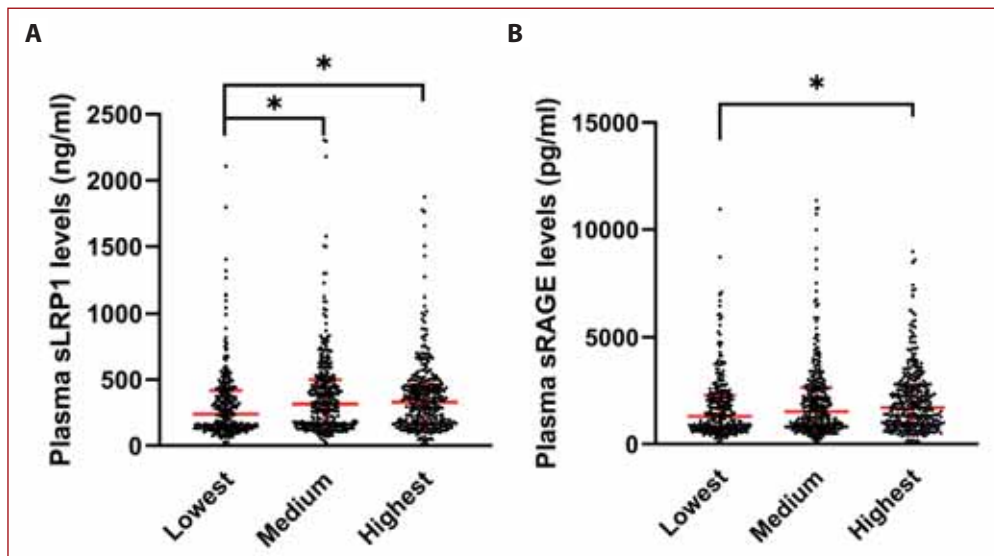 A
Plasma sLRP1 levels (ng/ml)
2500
2000
1500
1000
500
0
*
*
Lowest
Medium
Highest
B
Plasma sRAGE levels (pg/ml)
15000
10000
5000
0
*
Lowest
Medium
Highest